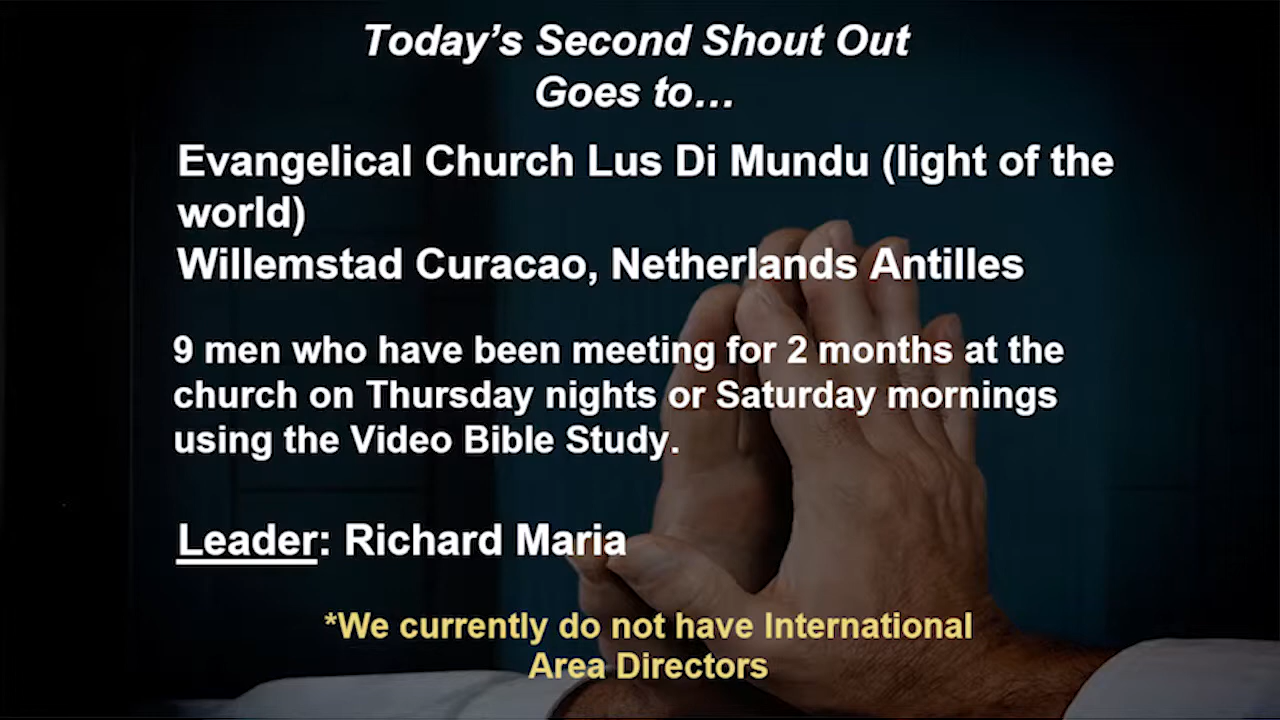 Today’s Second Shout Out
Goes to…
Evangelical Church Lus Di Mundu (light of the
world)
Willemstad Curacao, Netherlands Antilles
9 men who have been meeting for 2 months at the
church on Thursday nights or Saturday mornings
using the Video Bible Study.
Leader: Richard Maria
*We currently do not have International
Area Directors